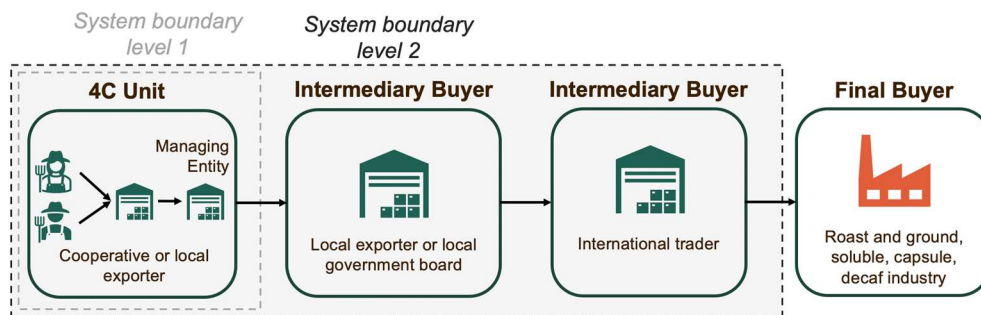 System boundary
level 1
System boundary
level 2
4C Unit
Managing
Entity
Cooperative or local
exporter
Intermediary Buyer
Local exporter or local
government board
Intermediary Buyer
International trader
Final Buyer
Roast and ground,
soluble, capsule,
decaf industry